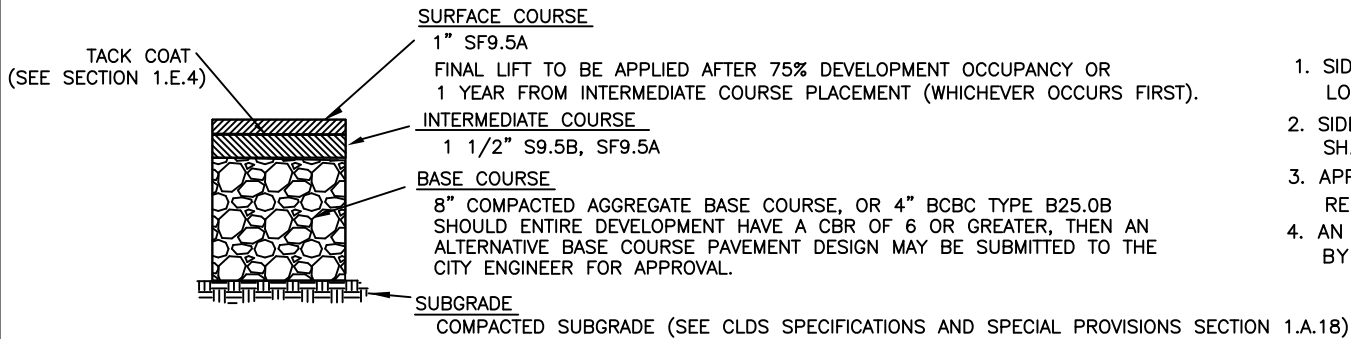 SURFACE COURSE
1” SF9.5A
FINAL LIFT TO BE APPLIED AFTER 75% DEVELOPMENT OCCUPANCY OR
1 YEAR FROM INTERMEDIATE COURSE PLACEMENT (WHICHEVER OCCURS FIRST).
TACK COAT
(SEE SECTION 1.E.4)
INTERMEDIATE COURSE
1 1/2” S9.5B, SF9.5A
BASE COURSE
8” COMPACTED AGGREGATE BASE COURSE, OR 4” BCBC TYPE B25.0B
SHOULD ENTIRE DEVELOPMENT HAVE A CBR OF 6 OR GREATER, THEN AN
ALTERNATIVE BASE COURSE PAVEMENT DESIGN MAY BE SUBMITTED TO THE
CITY ENGINEER FOR APPROVAL.
SUBGRADE
COMPACTED SUBGRADE (SEE CLDS SPECIFICATIONS AND SPECIAL PROVISIONS SECTION 1.A.18)
1. SID
LO
2. SID
SH
3. APP
RE
4. AN
BY